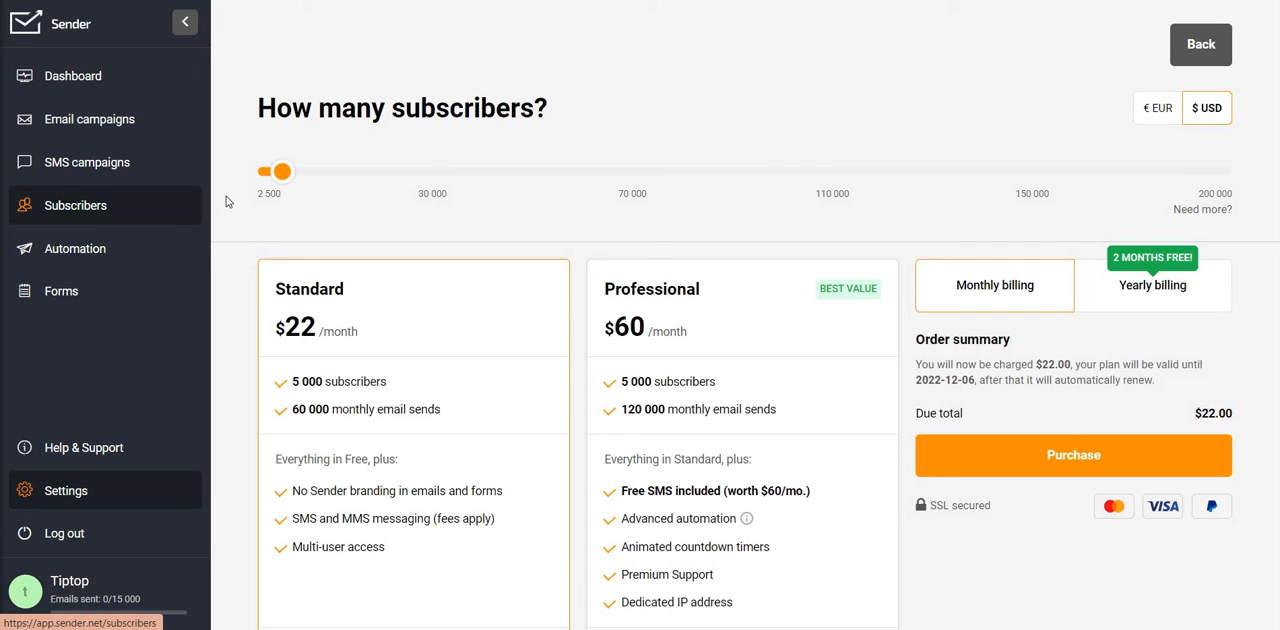 Sender
Dashboard
Email campaigns
SMS campaigns
Subscribers
Automation
Forms
Help & Support
Settings
Log out
t
Tiptop
Emails sent: 0/15 000
https://app.sender.net/subscribers
Back
How many subscribers?
€ EUR
$ USD
2 500
30 000
70 000
110 000
150 000
200 000
Need more?
Standard
$22 /month
5 000 subscribers
60 000 monthly email sends
Everything in Free, plus:
No Sender branding in emails and forms
SMS and MMS messaging (fees apply)
Multi-user access
Professional
BEST VALUE
$60 /month
5 000 subscribers
120 000 monthly email sends
Everything in Standard, plus:
Free SMS included (worth $60/mo.)
Advanced automation
Animated countdown timers
Premium Support
Dedicated IP address
2 MONTHS FREE!
Monthly billing
Yearly billing
Order summary
You will now be charged $22.00, your plan will be valid until
2022-12-06, after that it will automatically renew.
Due total
$22.00
Purchase
SSL secured
VISA